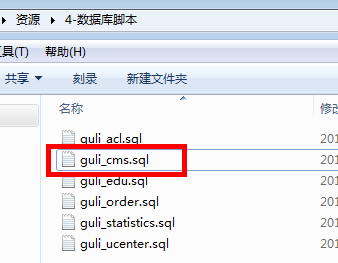 资源 4-数据库脚本
工具(T) 帮助(H)
共享 刻录 新建文件夹
名称 修改
guli_acl.sql 201
guli_cms.sql 201
guli_edu.sql 201
guli_order.sql 201
guli_statistics.sql 201
guli_ucenter.sql 201